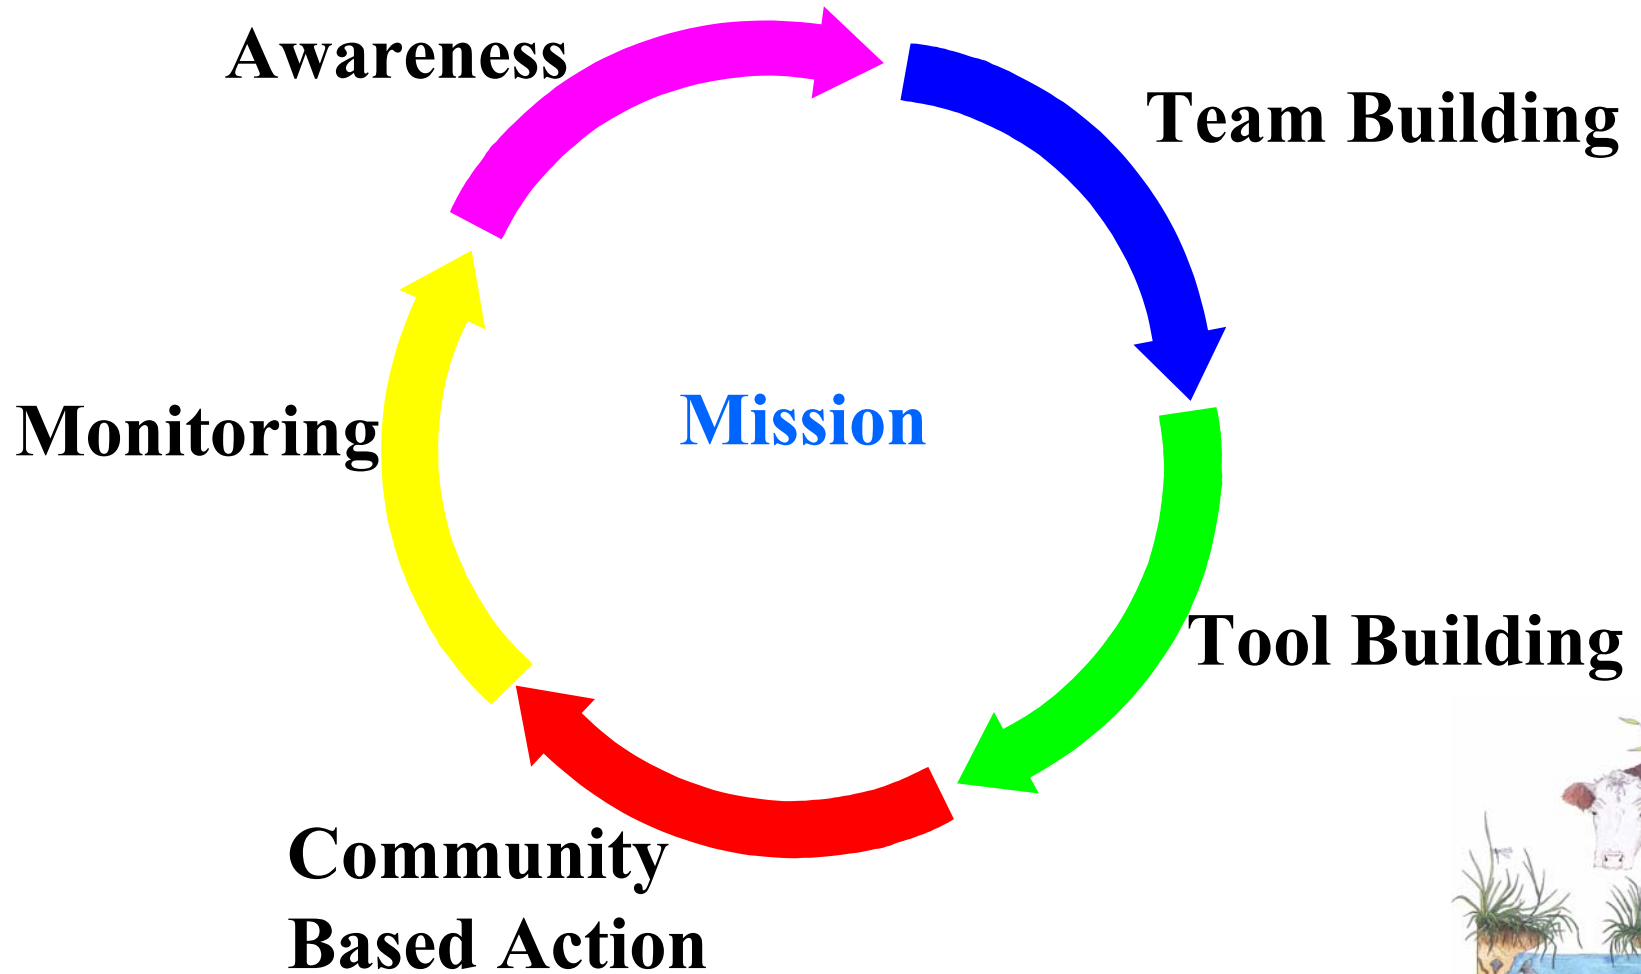 Awareness
Team Building
Monitoring
Mission
Tool Building
Community
Based Action